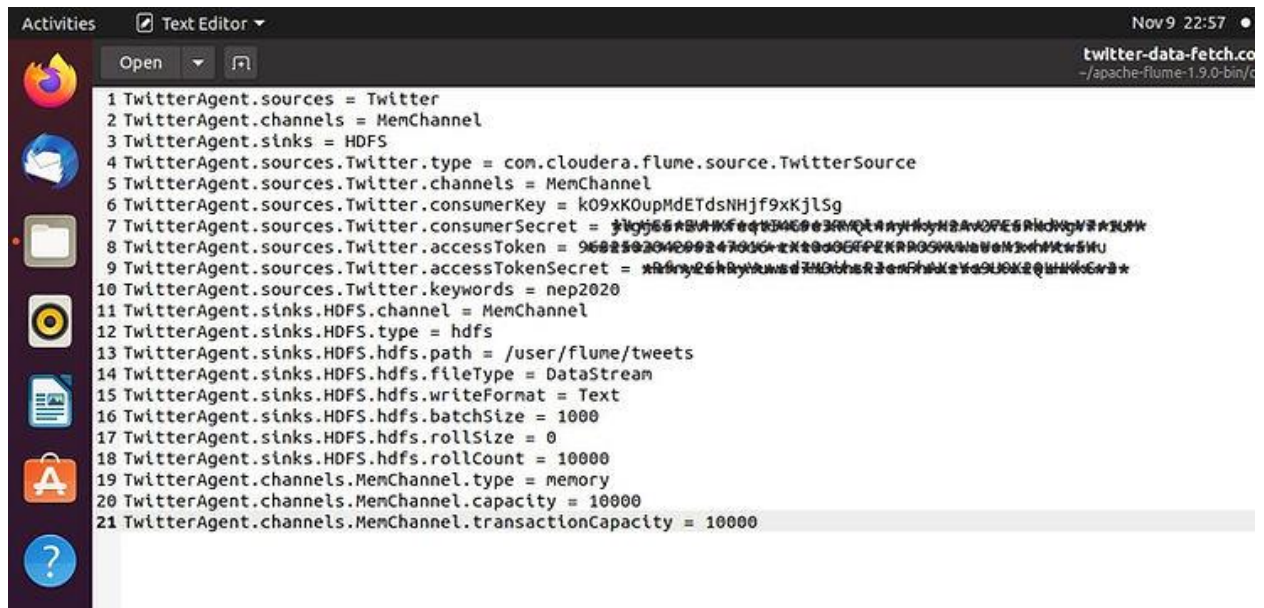 Activities
Text Editor
Nov 9 22:57
Open
twitter-data-fetch.co
~/apache-flume-1.9.0-bin/c
1 TwitterAgent.sources = Twitter
2 TwitterAgent.channels = MemChannel
3 TwitterAgent.sinks = HDFS
4 TwitterAgent.sources.Twitter.type = com.cloudera.flume.source.TwitterSource
5 TwitterAgent.sources.Twitter.channels = MemChannel
6 TwitterAgent.sources.Twitter.consumerKey = kO9xKOupMdETdsNHjf9xKjlSg
7 TwitterAgent.sources.Twitter.consumerSecret =
8 TwitterAgent.sources.Twitter.accessToken =
9 TwitterAgent.sources.Twitter.accessTokenSecret =
10 TwitterAgent.sources.Twitter.keywords = nep2020
11 TwitterAgent.sinks.HDFS.channel = MemChannel
12 TwitterAgent.sinks.HDFS.type = hdfs
13 TwitterAgent.sinks.HDFS.hdfs.path = /user/flume/tweets
14 TwitterAgent.sinks.HDFS.hdfs.fileType = DataStream
15 TwitterAgent.sinks.HDFS.hdfs.writeFormat = Text
16 TwitterAgent.sinks.HDFS.hdfs.batchSize = 1000
17 TwitterAgent.sinks.HDFS.hdfs.rollSize = 0
18 TwitterAgent.sinks.HDFS.hdfs.rollCount = 10000
19 TwitterAgent.channels.MemChannel.type = memory
20 TwitterAgent.channels.MemChannel.capacity = 10000
21 TwitterAgent.channels.MemChannel.transactionCapacity = 10000